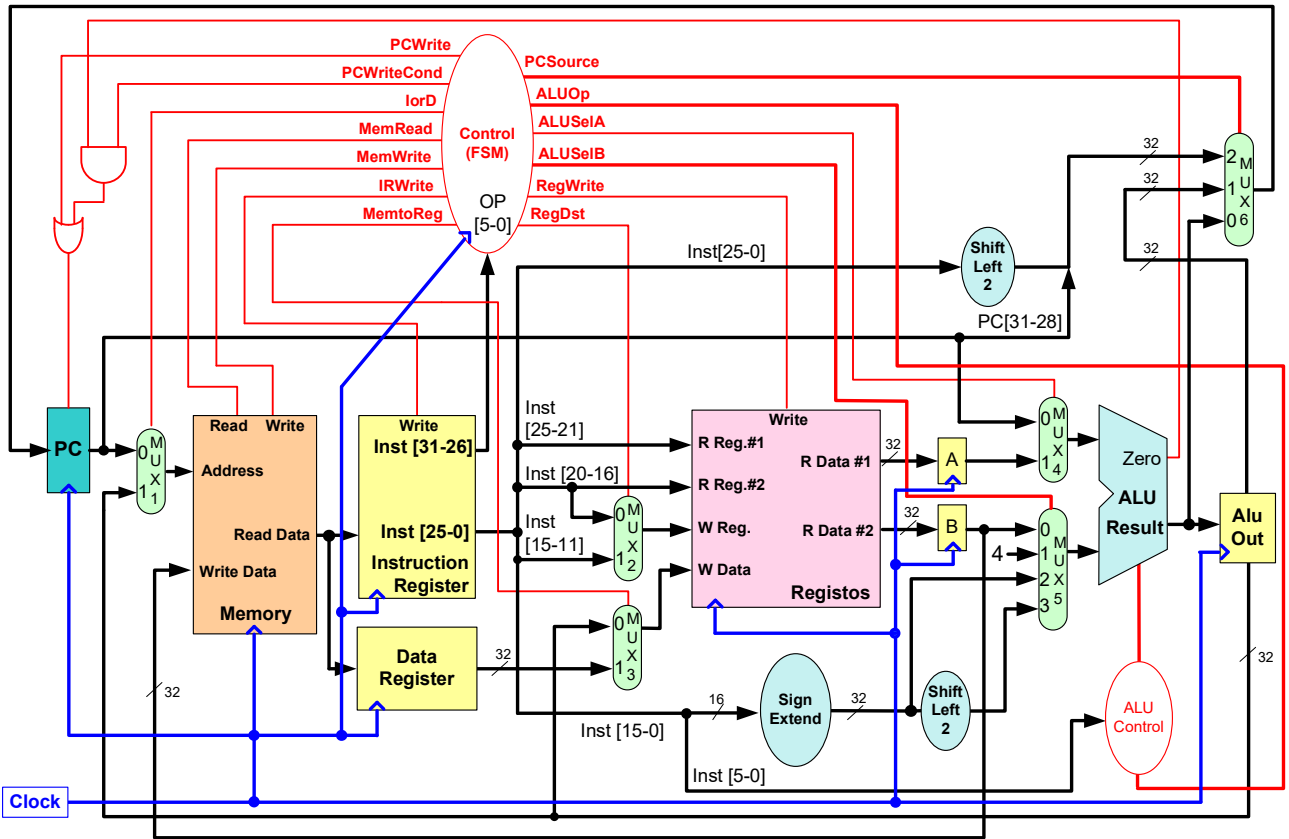 PCWrite
PCWriteCond
IorD
MemRead
MemWrite
IRWrite
MemtoReg
Control
(FSM)
OP
[5-0]
PCSource
ALUOp
ALUSelA
ALUSelB
RegWrite
RegDst
32
32
32
2
1
0
M
U
X
6
Inst[25-0]
Shift
Left
2
PC[31-28]
PC
0
1
M
U
X
1
Read
Write
Address
Read Data
Write Data
Memory
Write
Inst [31-26]
Inst [25-0]
Instruction
Register
Data
Register
Inst
[25-21]
Inst [20-16]
Inst
[15-11]
0
1
M
U
X
2
0
1
M
U
X
3
32
Write
R Reg.#1
R Reg.#2
W Reg.
W Data
R Data #1
R Data #2
Registos
32
32
A
B
4
0
1
M
U
X
4
0
1
2
3
M
U
X
5
Zero
ALU
Result
Alu
Out
32
32
Inst [15-0]
16
Sign
Extend
32
Shift
Left
2
ALU
Control
Inst [5-0]
Clock